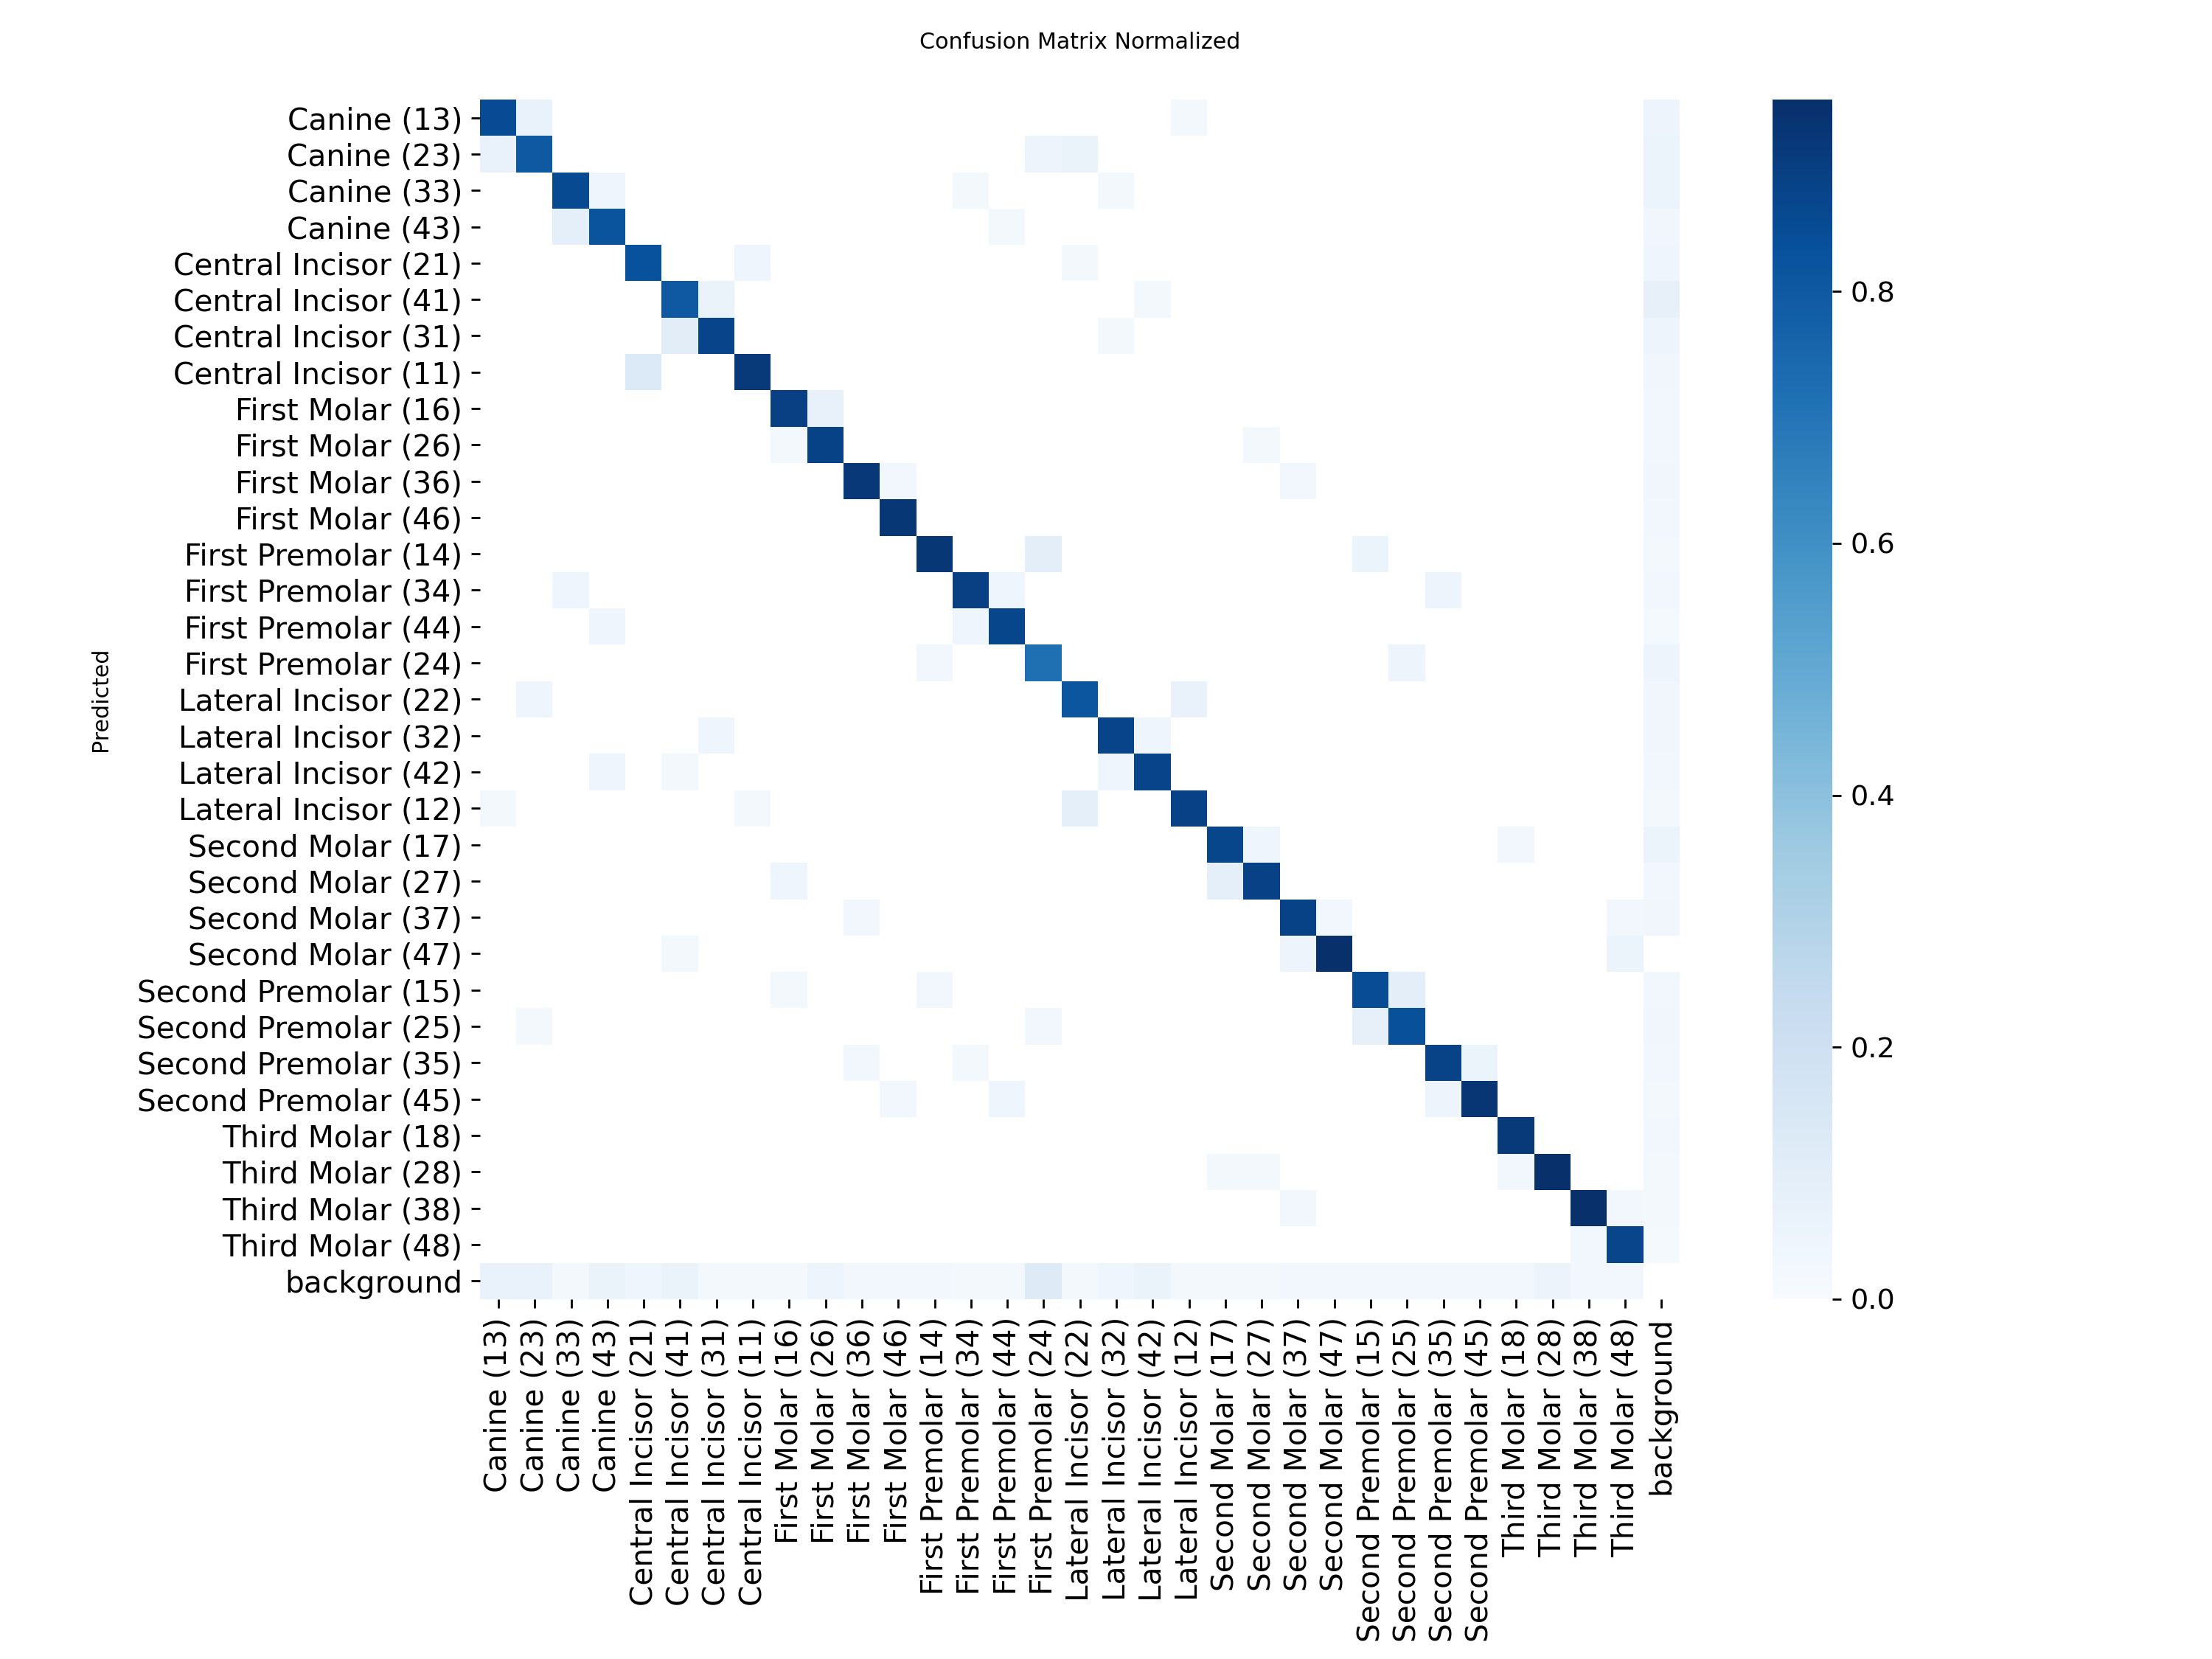 Confusion Matrix Normalized
Predicted
Canine (13)
Canine (23)
Canine (33)
Canine (43)
Central Incisor (21)
Central Incisor (41)
Central Incisor (31)
Central Incisor (11)
First Molar (16)
First Molar (26)
First Molar (36)
First Molar (46)
First Premolar (14)
First Premolar (34)
First Premolar (44)
First Premolar (24)
Lateral Incisor (22)
Lateral Incisor (32)
Lateral Incisor (42)
Lateral Incisor (12)
Second Molar (17)
Second Molar (27)
Second Molar (37)
Second Molar (47)
Second Premolar (15)
Second Premolar (25)
Second Premolar (35)
Second Premolar (45)
Third Molar (18)
Third Molar (28)
Third Molar (38)
Third Molar (48)
background
Canine (13)
Canine (23)
Canine (33)
Canine (43)
Central Incisor (21)
Central Incisor (41)
Central Incisor (31)
Central Incisor (11)
First Molar (16)
First Molar (26)
First Molar (36)
First Molar (46)
First Premolar (14)
First Premolar (34)
First Premolar (44)
First Premolar (24)
Lateral Incisor (22)
Lateral Incisor (32)
Lateral Incisor (42)
Lateral Incisor (12)
Second Molar (17)
Second Molar (27)
Second Molar (37)
Second Molar (47)
Second Premolar (15)
Second Premolar (25)
Second Premolar (35)
Second Premolar (45)
Third Molar (18)
Third Molar (28)
Third Molar (38)
Third Molar (48)
background
0.8
0.6
0.4
0.2
0.0